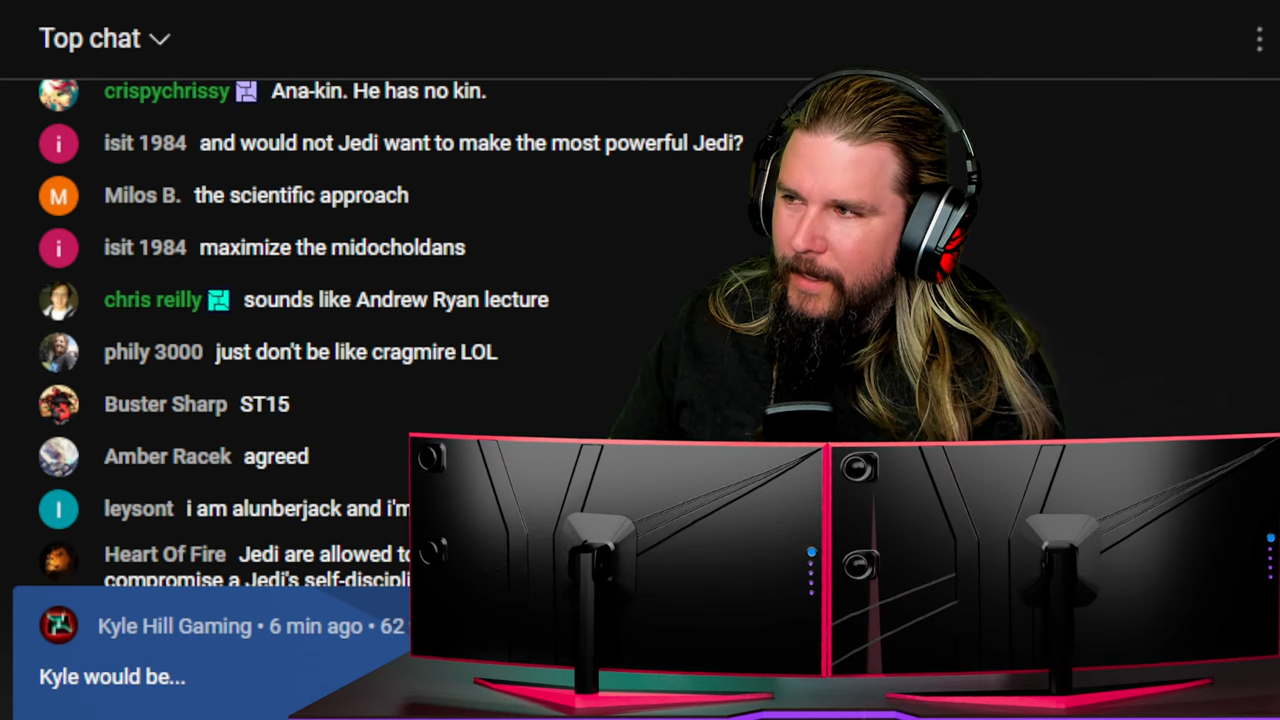 Top chat
crispychrissy Ana-kin. He has no kin.
isit 1984 and would not Jedi want to make the most powerful Jedi?
Milos B. the scientific approach
isit 1984 maximize the midocholdans
chris reilly sounds like Andrew Ryan lecture
phily 3000 just don't be like cragmire LOL
Buster Sharp ST15
Amber Racek agreed
leysont i am alunberjack and i'm
Heart Of Fire Jedi are allowed to
compromise a Jedi's self-discipli
Kyle Hill Gaming • 6 min ago • 62
Kyle would be...